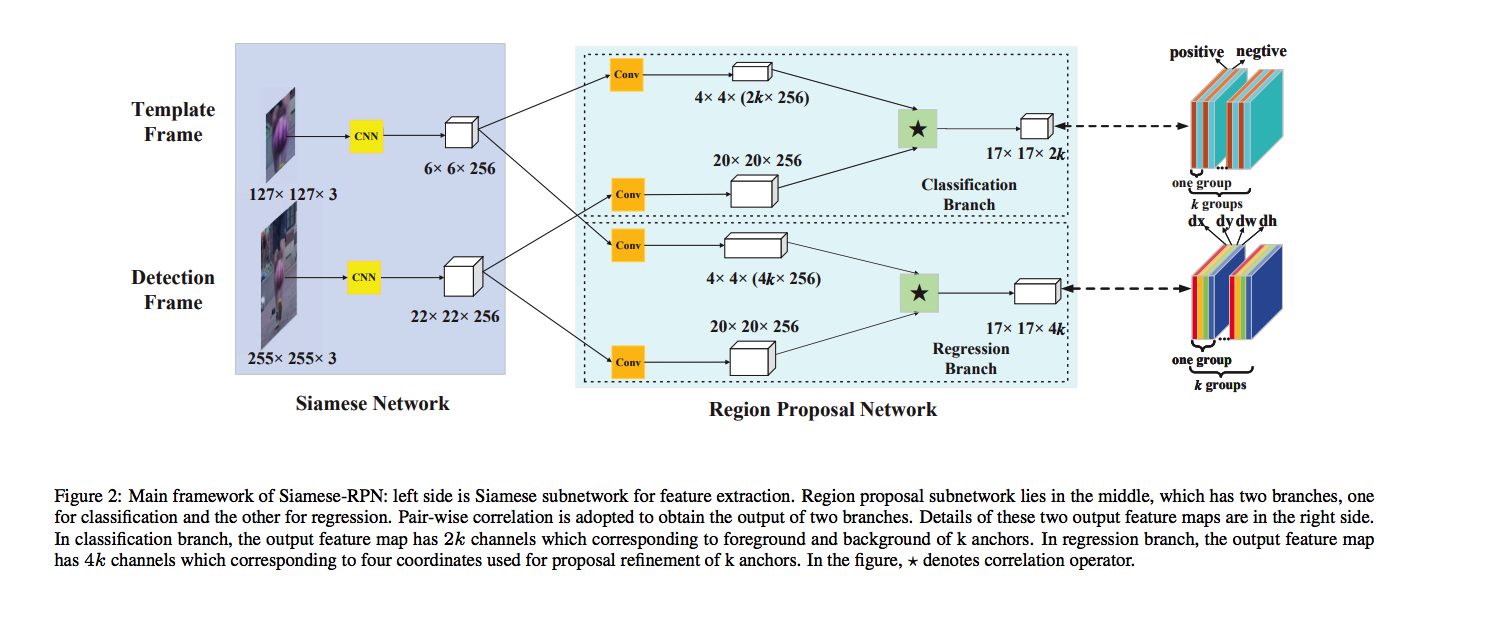 positive negtive
Template
Frame
CNN
6× 6× 256
127× 127× 3
Conv
4× 4× (2k× 256)
20× 20× 256
Conv
★
17× 17× 2k
Classification
Branch
one group
k groups
Detection
Frame
CNN
22× 22× 256
255× 255× 3
Conv
4× 4× (4k× 256)
20× 20× 256
Conv
★
17× 17× 4k
Regression
Branch
dx dy dw dh
one group
k groups
Siamese Network
Region Proposal Network
Figure 2: Main framework of Siamese-RPN: left side is Siamese subnetwork for feature extraction. Region proposal subnetwork lies in the middle, which has two branches, one
for classification and the other for regression. Pair-wise correlation is adopted to obtain the output of two branches. Details of these two output feature maps are in the right side.
In classification branch, the output feature map has 2k channels which corresponding to foreground and background of k anchors. In regression branch, the output feature map
has 4k channels which corresponding to four coordinates used for proposal refinement of k anchors. In the figure, ⋆ denotes correlation operator.